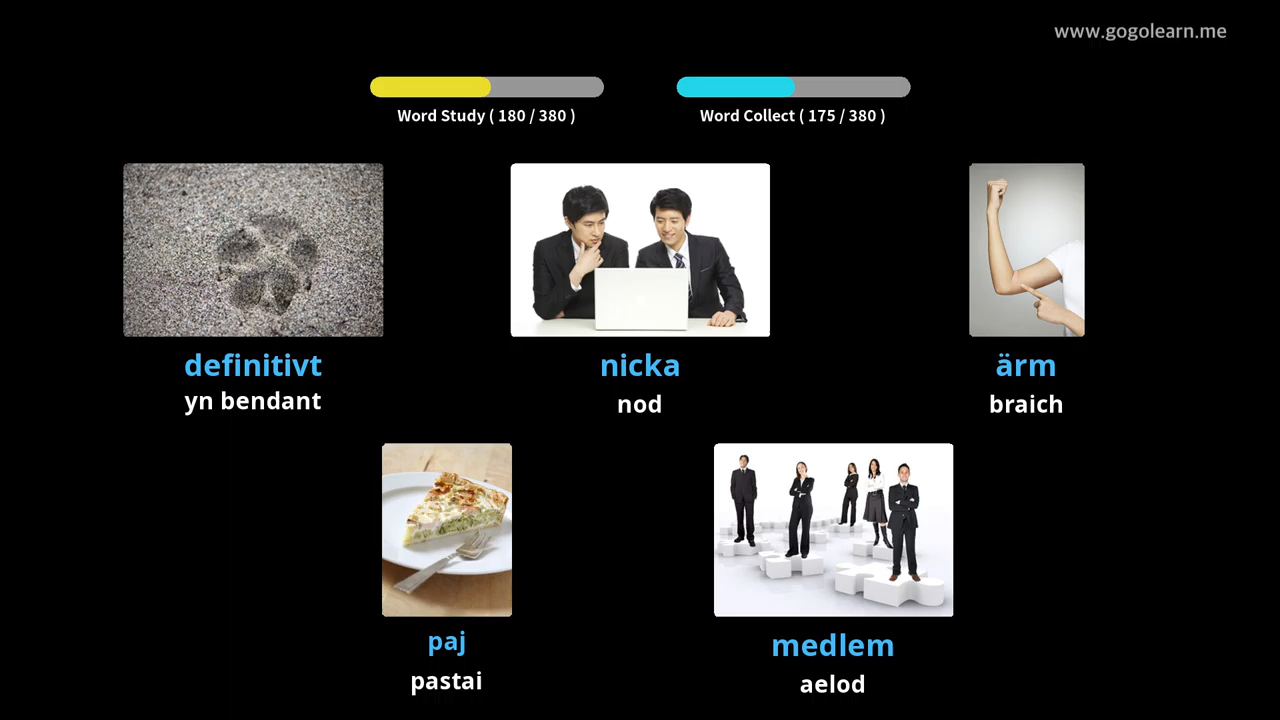 www.gogolearn.me
Word Study ( 180 / 380 )
Word Collect ( 175 / 380 )
definitivt
yn bendant
nicka
nod
ärm
braich
paj
pastai
medlem
aelod